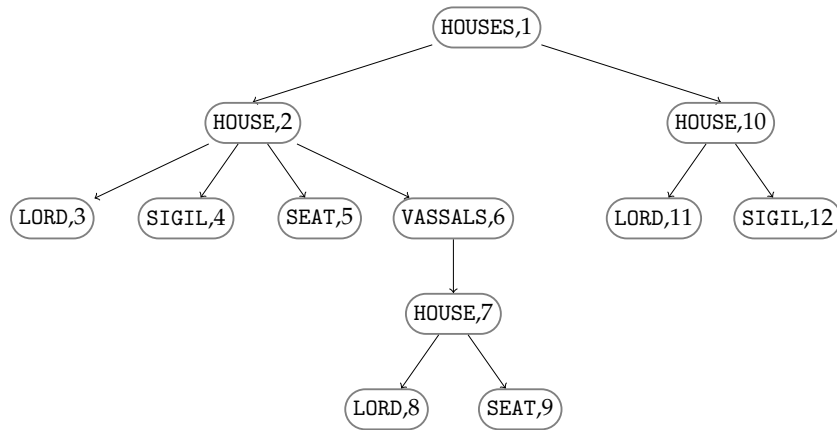 HOUSES,1
HOUSE,2
HOUSE,10
LORD,3
SIGIL,4
SEAT,5
VASSALS,6
LORD,11
SIGIL,12
HOUSE,7
LORD,8
SEAT,9